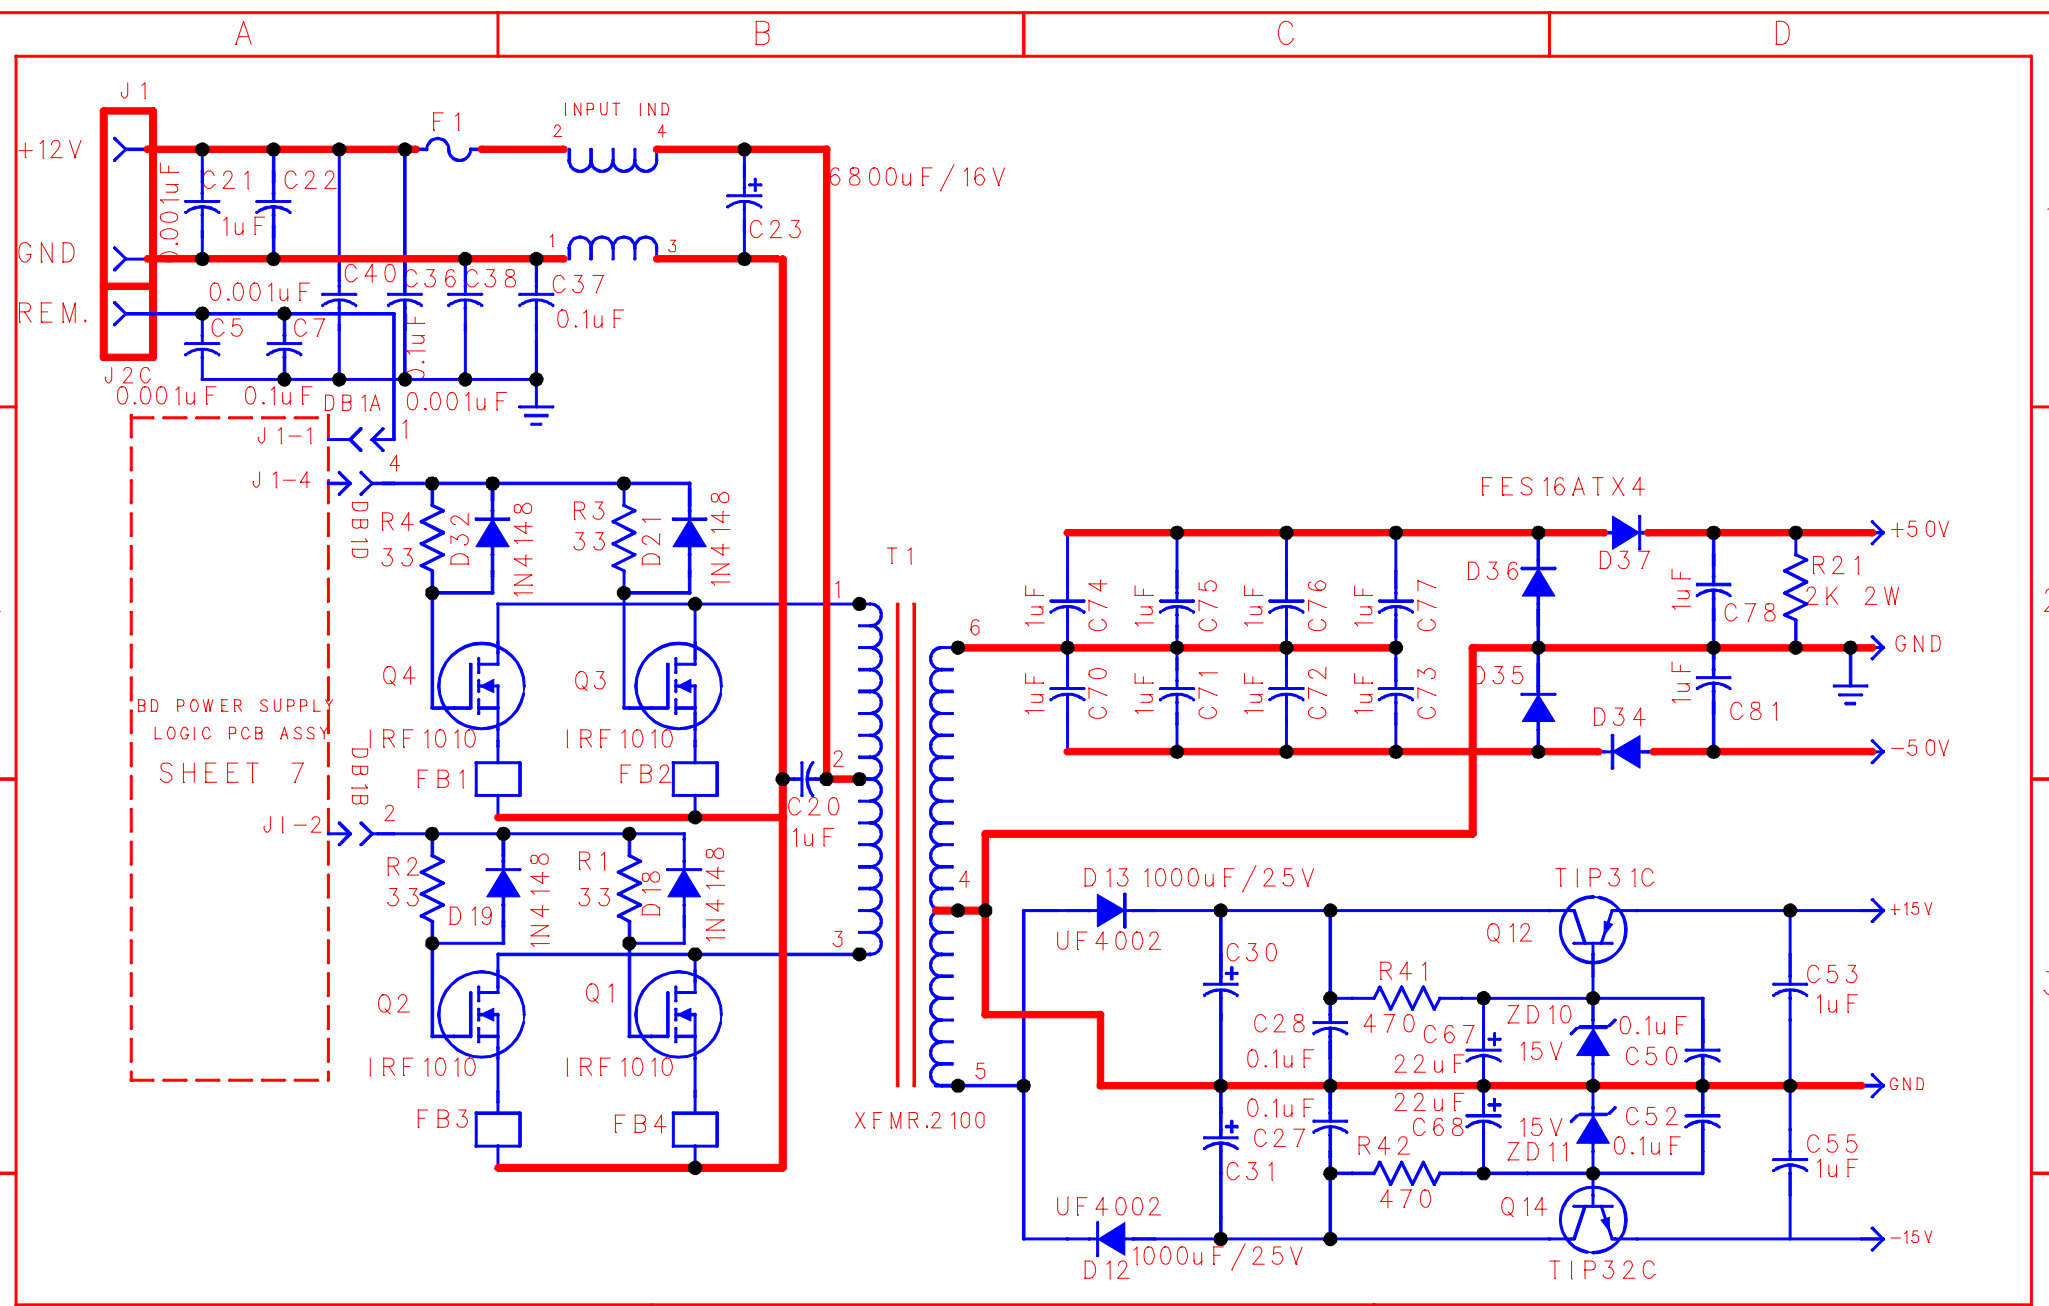 A B C D
J1
+12V
GND
REM.
J2C
F1
INPUT IND
2 4
1 3
6800uF/16V
C23
0.001uF
C21
1uF
C22
C40
0.001uF
C36
0.1uF
C38
0.001uF
C37
0.1uF
C5
0.001uF
C7
0.1uF
DB1A
J1-1
1
J1-4
4
DB1D
R4
33
D32
1N4148
R3
33
D21
1N4148
Q4
IRF1010
FB1
Q3
IRF1010
FB2
BD POWER SUPPLY
LOGIC PCB ASSY
SHEET 7
DB1B
JI-2
2
R2
33
D19
1N4148
R1
33
D18
1N4148
Q2
IRF1010
FB3
Q1
IRF1010
FB4
C20
1uF
T1
1
2
3
6
4
5
XFMR.2100
1uF
C74
1uF
C75
1uF
C76
1uF
C77
1uF
C70
1uF
C71
1uF
C72
1uF
C73
FES16ATX4
D36
D37
D35
D34
1uF
C78
1uF
C81
R21
2K 2W
+50V
GND
-50V
D13 1000uF/25V
UF4002
C30
C28
0.1uF
R41
470
C67
22uF
ZD10
15V
0.1uF
C50
TIP31C
Q12
C53
1uF
+15V
GND
0.1uF
C27
C31
22uF
C68
R42
470
15V
ZD11
C52
0.1uF
C55
1uF
Q14
TIP32C
-15V
UF4002
D12
1000uF/25V